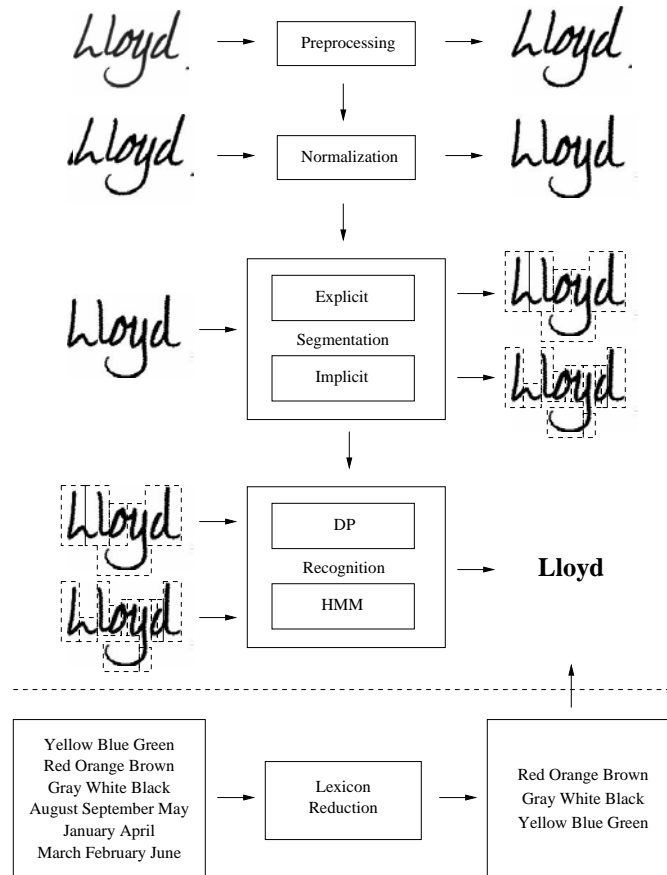 Lloyd Preprocessing Lloyd
Lloyd Normalization Lloyd
Explicit Lloyd
Lloyd Segmentation
Implicit Lloyd
Lloyd DP
Recognition Lloyd
Lloyd HMM
Yellow Blue Green
Red Orange Brown
Gray White Black
August September May
January April
March February June
Lexicon
Reduction
Red Orange Brown
Gray White Black
Yellow Blue Green